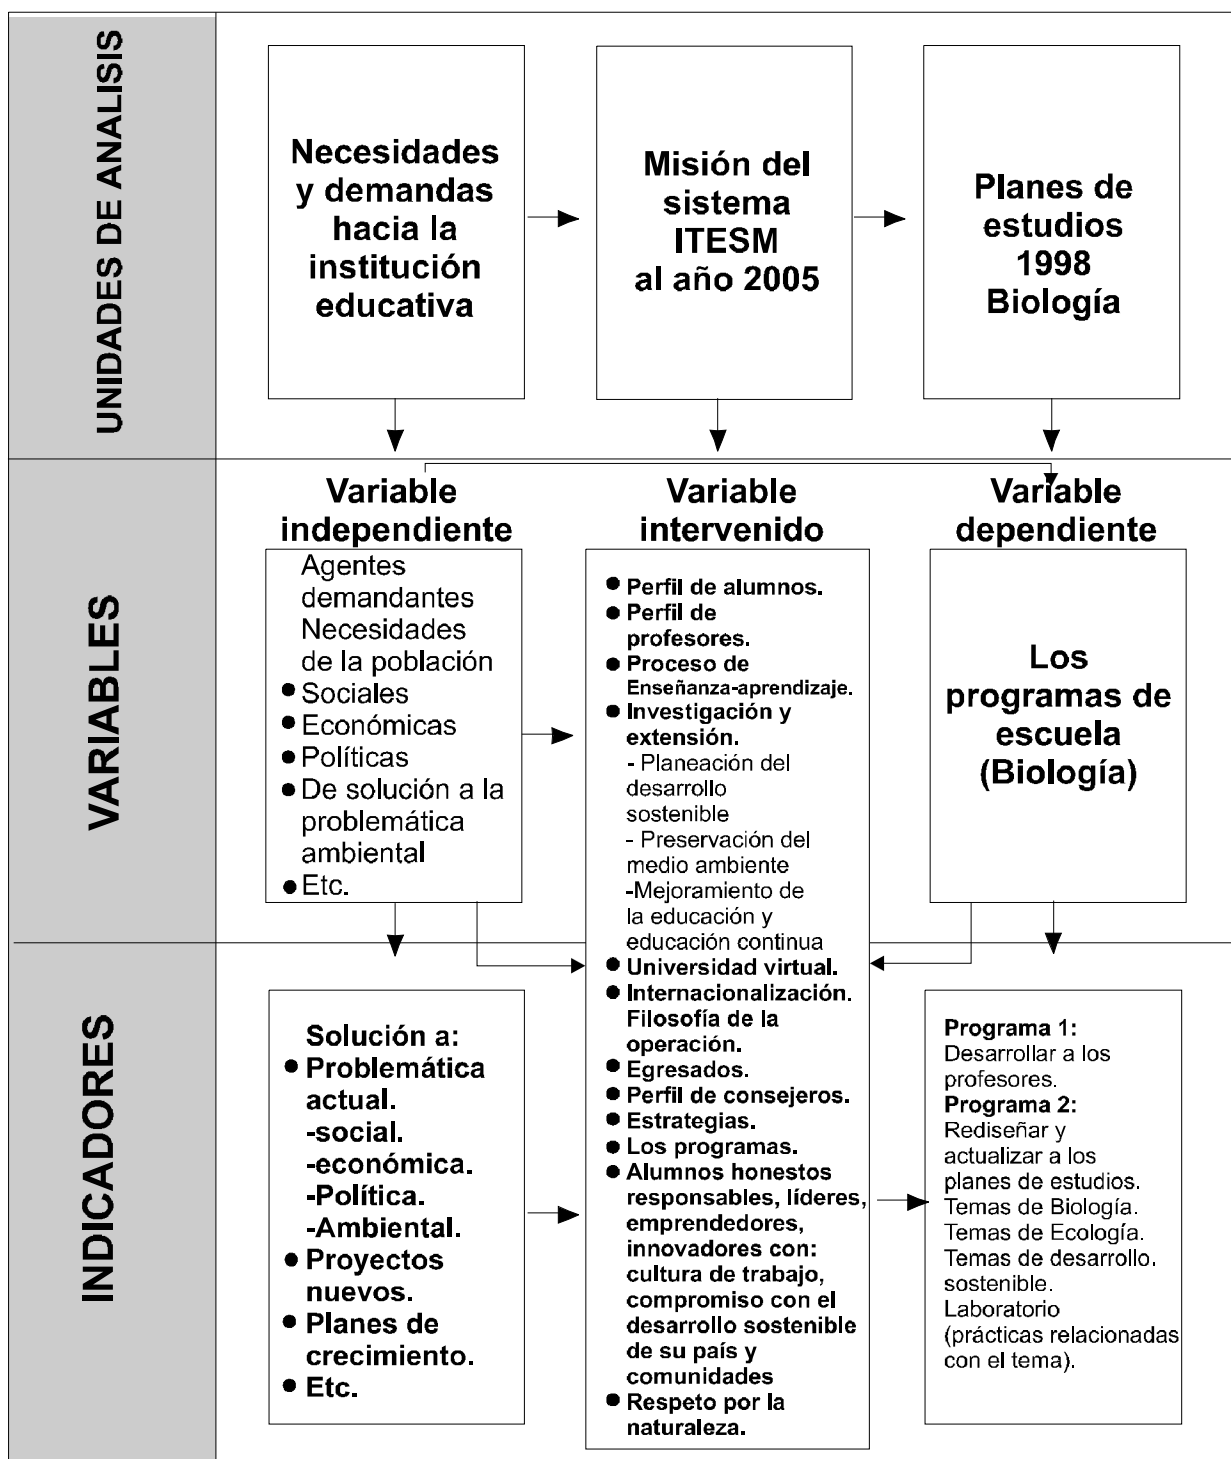 UNIDADES DE ANALISIS
Necesidades
y demandas
hacia la
institución
educativa
Misión del
sistema
ITESM
al año 2005
Planes de
estudios
1998
Biología
VARIABLES
Variable
independiente
Agentes
demandantes
Necesidades
de la población
● Sociales
● Económicas
● Políticas
● De solución a la
problemática
ambiental
● Etc.
Variable
intervenido
● Perfil de alumnos.
● Perfil de
profesores.
● Proceso de
Enseñanza-aprendizaje.
● Investigación y
extensión.
- Planeación del
desarrollo
sostenible
- Preservación del
medio ambiente
-Mejoramiento de
la educación y
educación continua
● Universidad virtual.
● Internacionalización.
Filosofía de la
operación.
● Egresados.
● Perfil de consejeros.
● Estrategias.
● Los programas.
● Alumnos honestos
responsables, líderes,
emprendedores,
innovadores con:
cultura de trabajo,
compromiso con el
desarrollo sostenible
de su país y
comunidades
● Respeto por la
naturaleza.
Variable
dependiente
Los
programas de
escuela
(Biología)
INDICADORES
Solución a:
● Problemática
actual.
-social.
-económica.
-Política.
-Ambiental.
● Proyectos
nuevos.
● Planes de
crecimiento.
● Etc.
Programa 1:
Desarrollar a los
profesores.
Programa 2:
Rediseñar y
actualizar a los
planes de estudios.
Temas de Biología.
Temas de Ecología.
Temas de desarrollo.
sostenible.
Laboratorio
(prácticas relacionadas
con el tema).